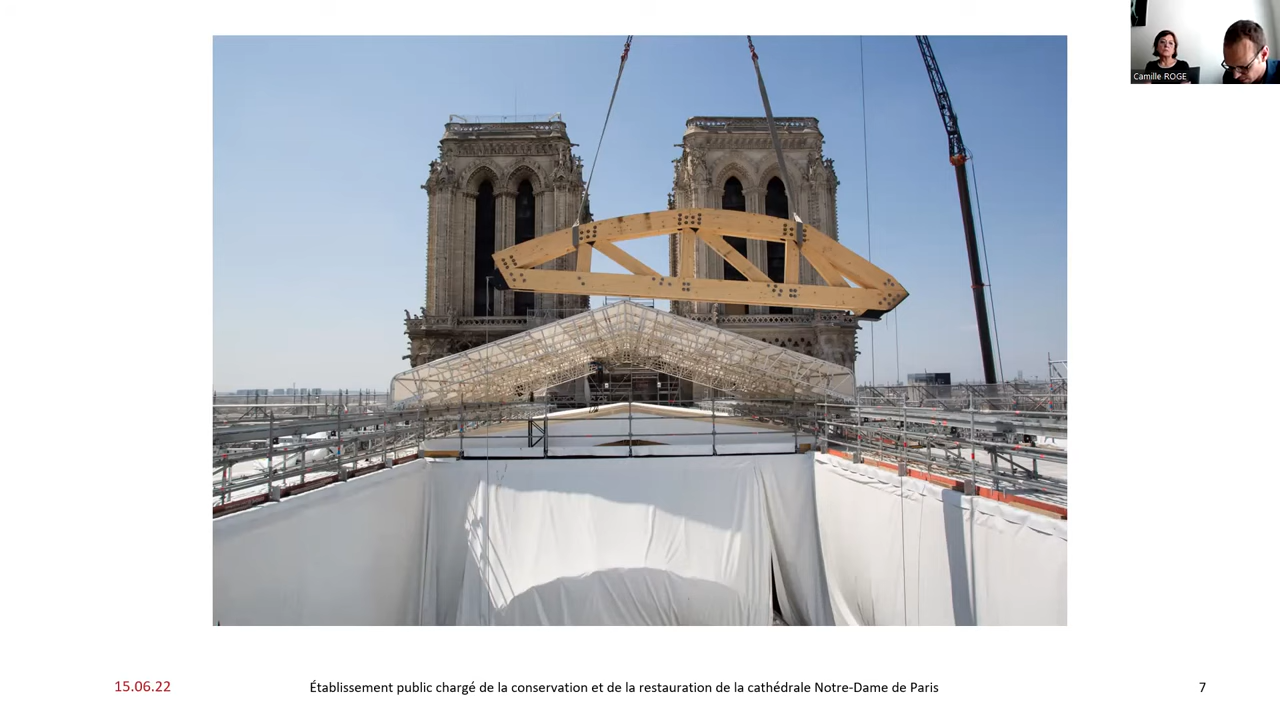 Camille ROGE
15.06.22
Établissement public chargé de la conservation et de la restauration de la cathédrale Notre-Dame de Paris
7